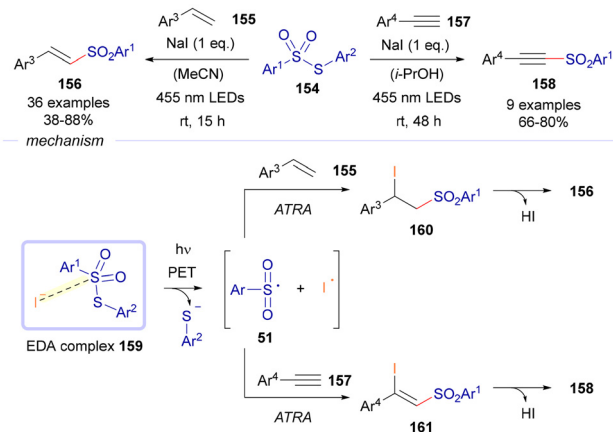 Ar3 155
NaI (1 eq.)
(MeCN)
455 nm LEDs
rt, 15 h
Ar3 SO2Ar1
156
36 examples
38-88%
O O
S
Ar1 S Ar2
154
Ar4 157
NaI (1 eq.)
(i-PrOH)
455 nm LEDs
rt, 48 h
Ar4 SO2Ar1
158
9 examples
66-80%
mechanism
Ar3 155
ATRA
I
Ar3 SO2Ar1
160
HI
156
Ar1 O
S O
I− S Ar2
EDA complex 159
hν
PET
S−
Ar2
O
Ar S• + I•
O
51
Ar4 157
ATRA
I
Ar4 SO2Ar1
161
HI
158